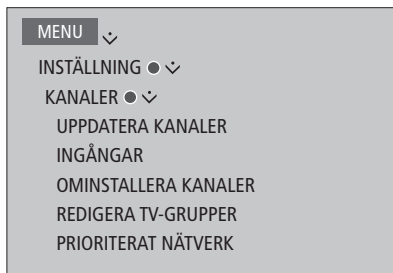 MENU
INSTÄLLNING
KANALER
UPPDATERA KANALER
INGÅNGAR
OMINSTALLERA KANALER
REDIGERA TV-GRUPPER
PRIORITERAT NÄTVERK